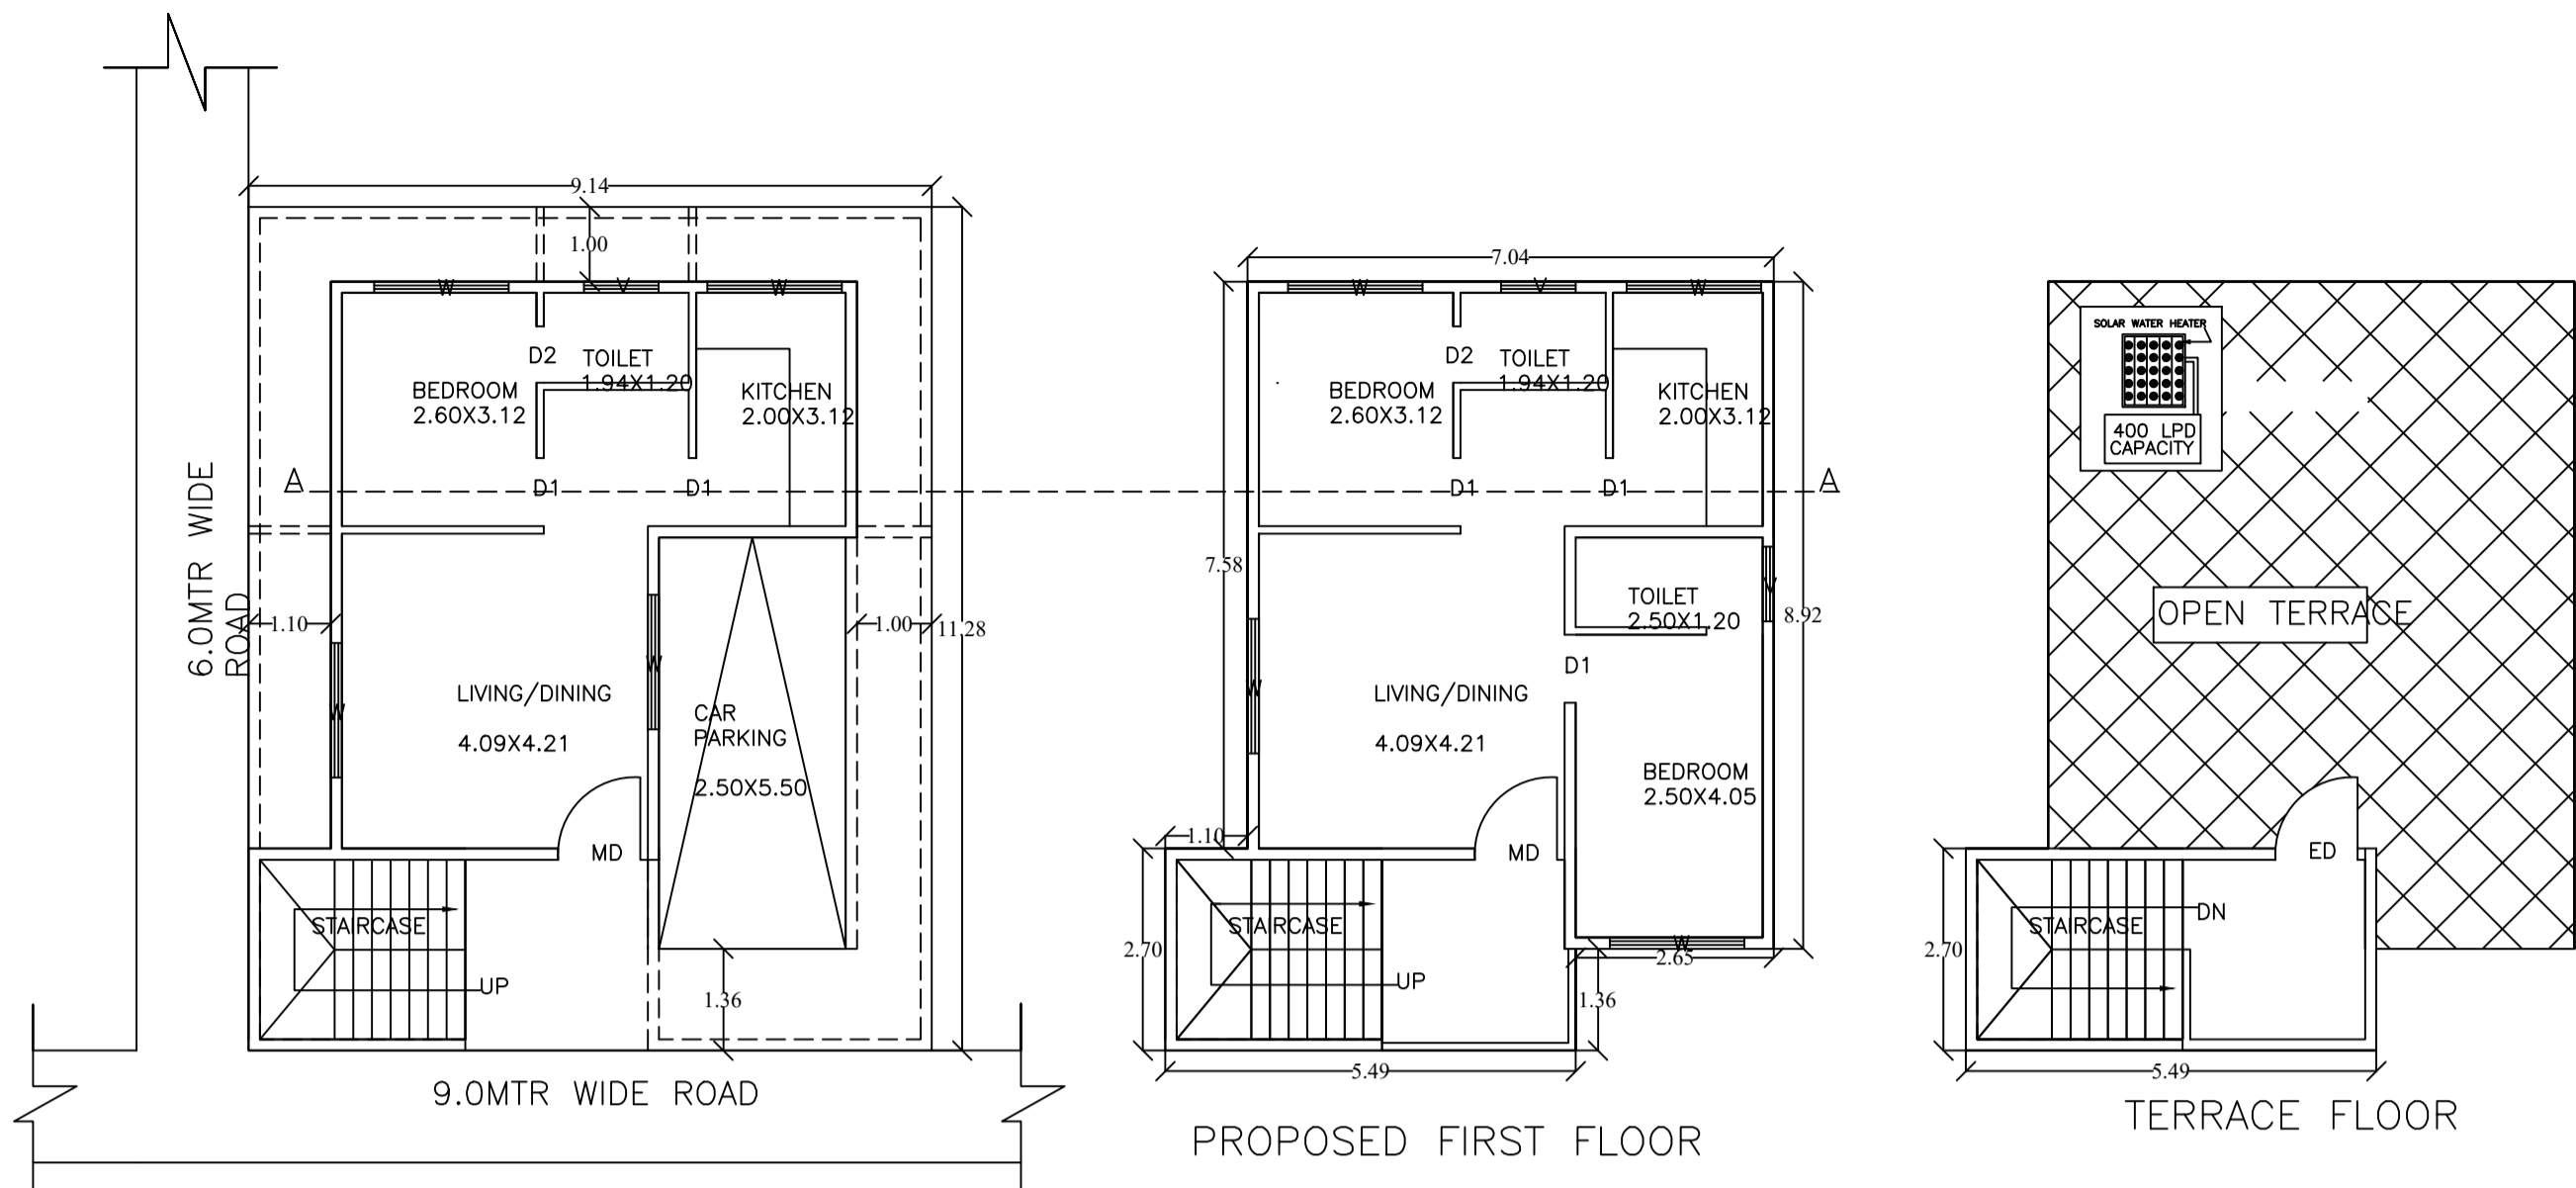 9.14
1.00
W
V
W
D2
TOILET
1.94X1.20
BEDROOM
2.60X3.12
KITCHEN
2.00X3.12
A
D1
D1
6.0MTR WIDE
ROAD
1.10
1.00
11.28
W
W
LIVING/DINING
4.09X4.21
CAR
PARKING
2.50X5.50
MD
STAIRCASE
UP
1.36
9.0MTR WIDE ROAD
7.04
W
V
W
D2
TOILET
1.94X1.20
BEDROOM
2.60X3.12
KITCHEN
2.00X3.12
D1
D1
A
7.58
V
TOILET
2.50X1.20
8.92
D1
W
LIVING/DINING
4.09X4.21
BEDROOM
2.50X4.05
1.10
MD
STAIRCASE
UP
2.70
W
2.65
1.36
5.49
PROPOSED FIRST FLOOR
SOLAR WATER HEATER
400 LPD
CAPACITY
OPEN TERRACE
ED
STAIRCASE
DN
2.70
5.49
TERRACE FLOOR